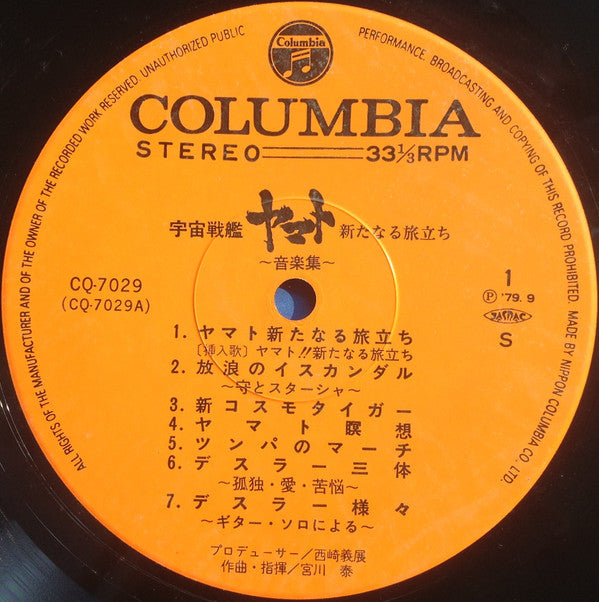 Columbia
ALL RIGHTS OF THE MANUFACTURER AND OF THE OWNER OF THE RECORDED WORK RESERVED. UNAUTHORIZED PUBLIC PERFORMANCE, BROADCASTING AND COPYING OF THIS RECORD PROHIBITED. MADE BY NIPPON COLUMBIA CO., LTD.
COLUMBIA
STEREO 33⅓RPM
宇宙戦艦 ヤマト 新たなる旅立ち
〜音楽集〜
CQ-7029
(CQ-7029A)
1
Ⓟ '79. 9
JASRAC
S
1. ヤマト新たなる旅立ち
〔挿入歌〕ヤマト!!新たなる旅立ち
2. 放浪のイスカンダル
〜守とスターシャ〜
3. 新コスモタイガー
4. ヤマト瞑想
5. ツンパのマーチ
6. デスラー三体
〜孤独・愛・苦悩〜
7. デスラー様々
〜ギター・ソロによる〜
プロデューサー/西崎義展
作曲・指揮/宮川 泰